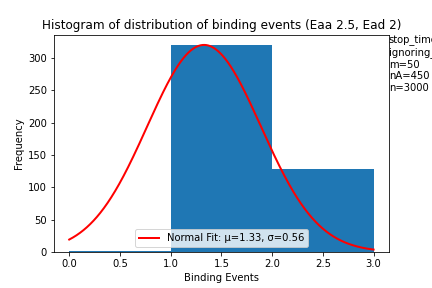 Histogram of distribution of binding events (Eaa 2.5, Ead 2)
m=50
nA=450
n=3000
Frequency
350
300
250
200
150
100
50
0
0.0 0.5 1.0 1.5 2.0 2.5 3.0
Normal Fit: μ=1.33, σ=0.56
Binding Events